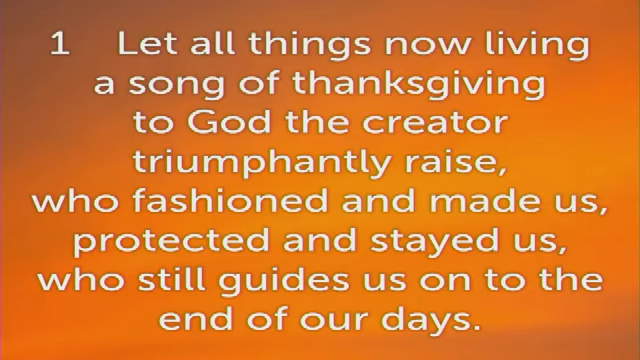 1 Let all things now living
a song of thanksgiving
to God the creator
triumphantly raise,
who fashioned and made us,
protected and stayed us,
who still guides us on to the
end of our days.